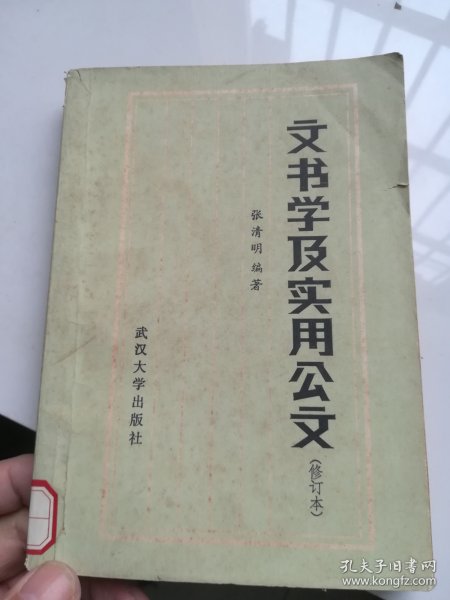 文书学及实用公文
(修订本)
张清明 编著
武汉大学出版社
孔夫子旧书网
www.kongfz.com